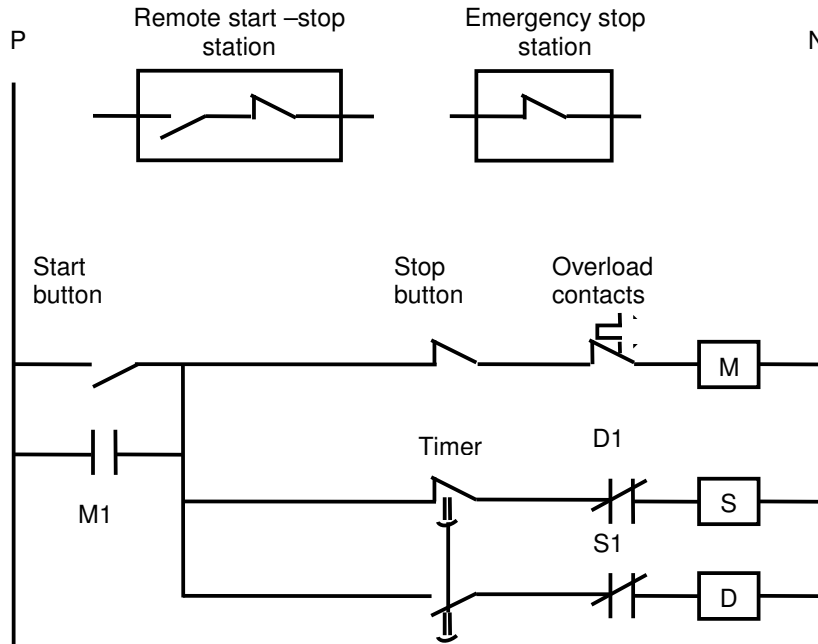 Remote start –stop
station
Emergency stop
station
P
N
Start
button
Stop
button
Overload
contacts
M
M1
Timer
D1
S
S1
D